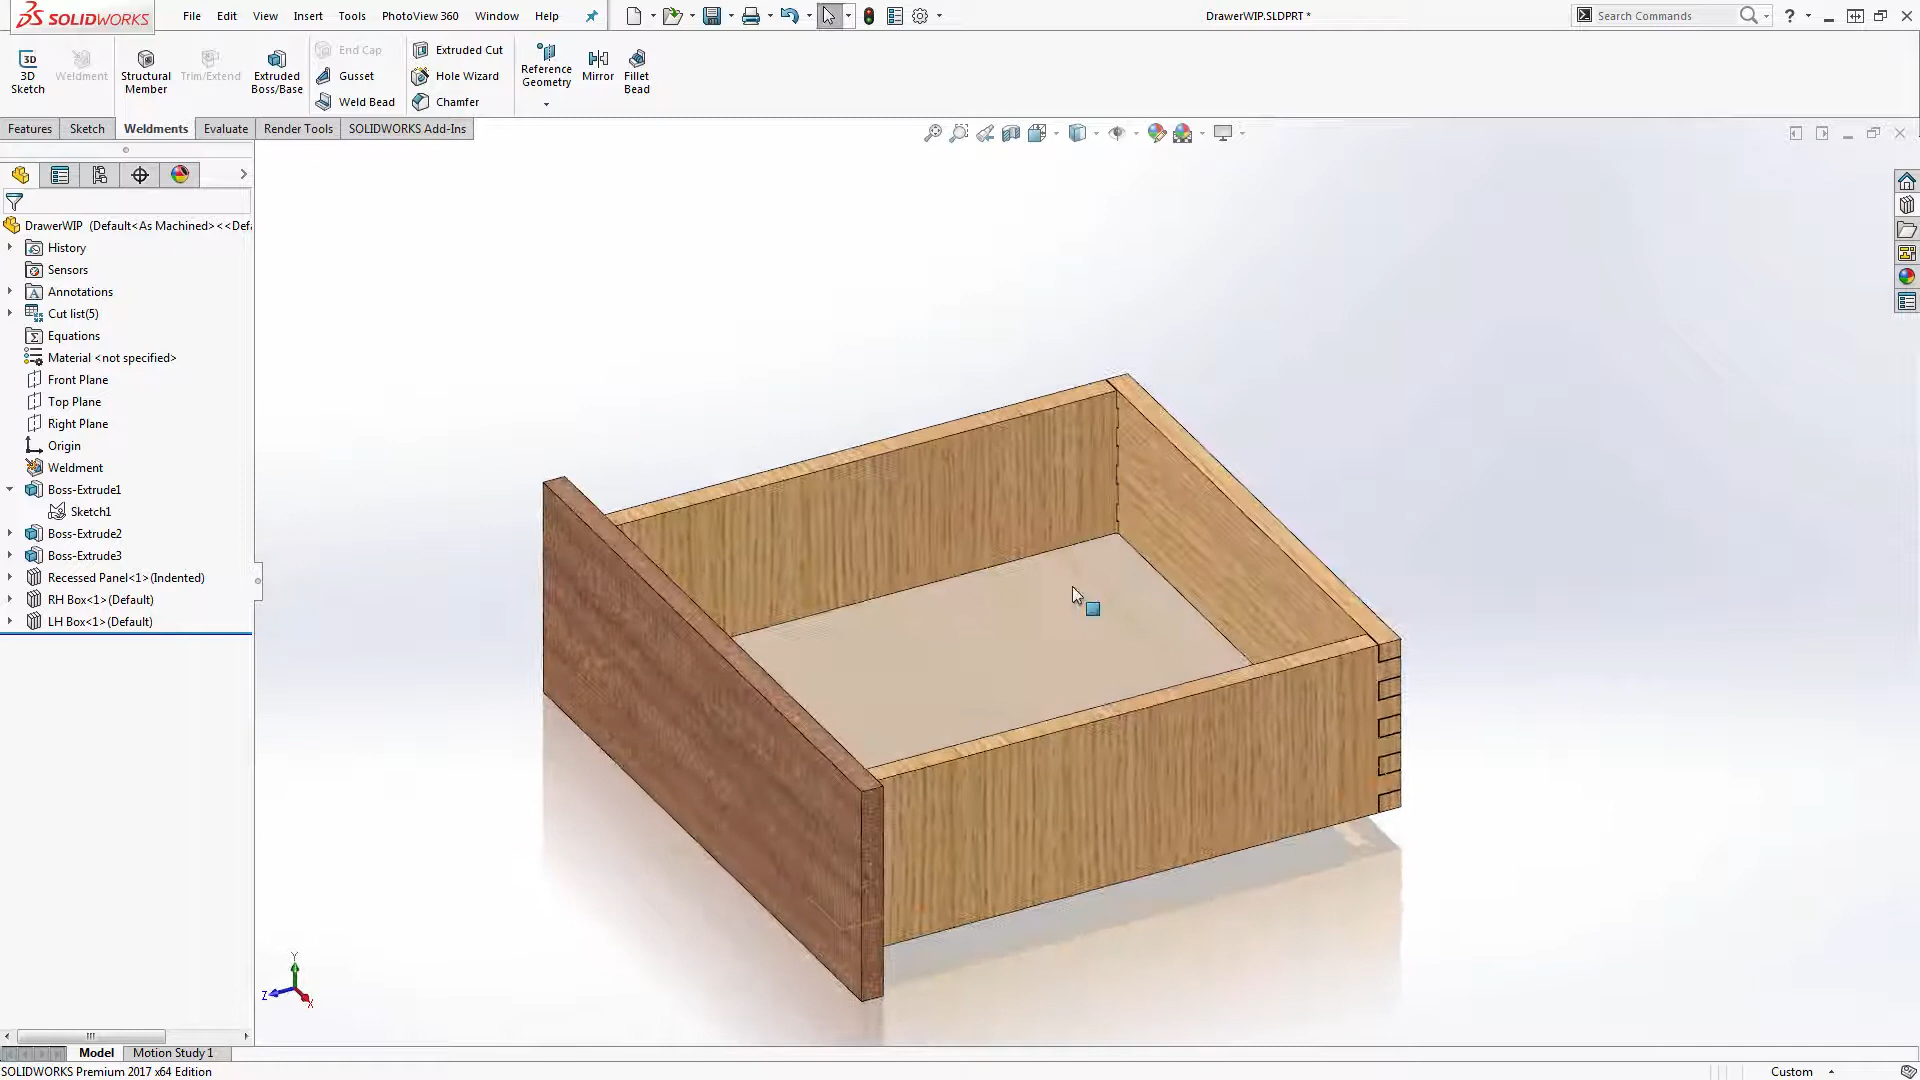 SOLIDWORKS
File Edit View Insert Tools PhotoView 360 Window Help
DrawerWIP.SLDPRT *
Search Commands
3D Sketch
Weldment
Structural Member
Trim/Extend
Extruded Boss/Base
End Cap
Gusset
Weld Bead
Extruded Cut
Hole Wizard
Chamfer
Reference Geometry
Mirror
Fillet Bead
Features Sketch Weldments Evaluate Render Tools SOLIDWORKS Add-Ins
DrawerWIP (Default<As Machined><<Def
History
Sensors
Annotations
Cut list(5)
Equations
Material <not specified>
Front Plane
Top Plane
Right Plane
Origin
Weldment
Boss-Extrude1
Sketch1
Boss-Extrude2
Boss-Extrude3
Recessed Panel<1>(Indented)
RH Box<1>(Default)
LH Box<1>(Default)
Y
Z
X
Model Motion Study 1
SOLIDWORKS Premium 2017 x64 Edition
Custom